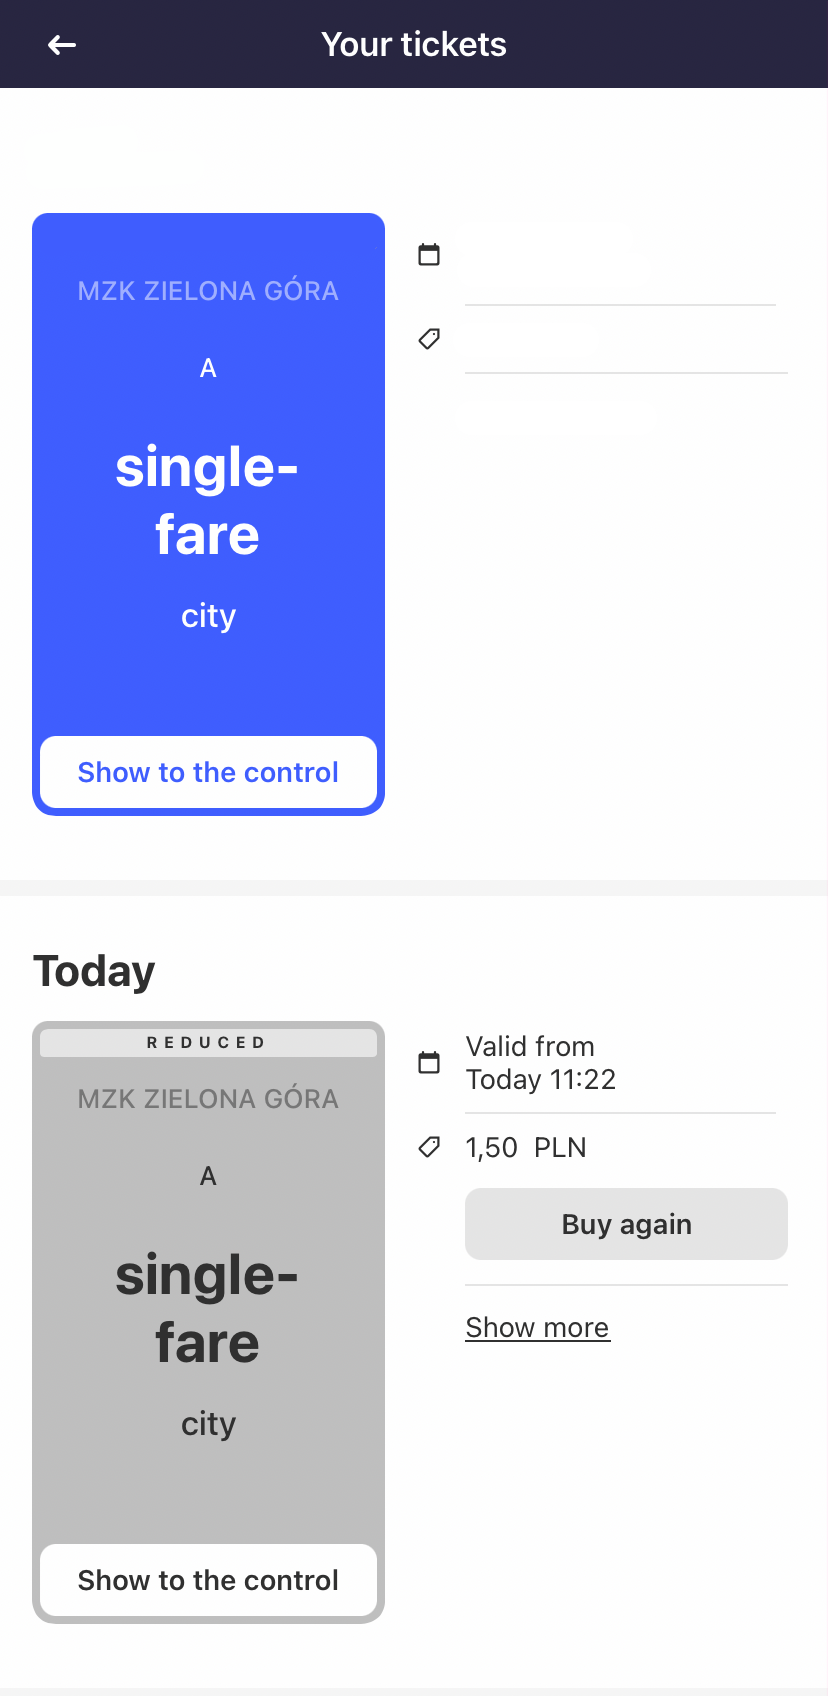 Your tickets
MZK ZIELONA GÓRA
A
single-
fare
city
Show to the control
Today
REDUCED
MZK ZIELONA GÓRA
A
single-
fare
city
Show to the control
Valid from
Today 11:22
1,50 PLN
Buy again
Show more